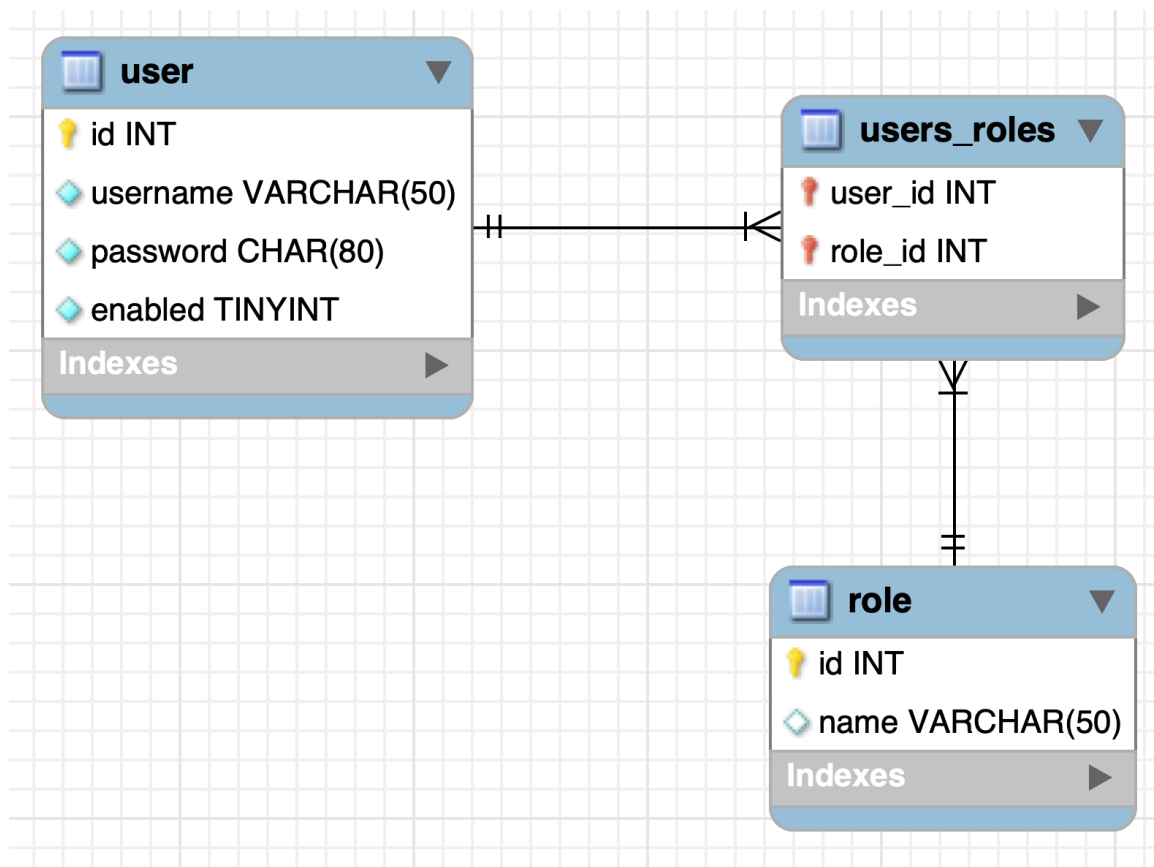 user
id INT
username VARCHAR(50)
password CHAR(80)
enabled TINYINT
Indexes
users_roles
user_id INT
role_id INT
Indexes
role
id INT
name VARCHAR(50)
Indexes